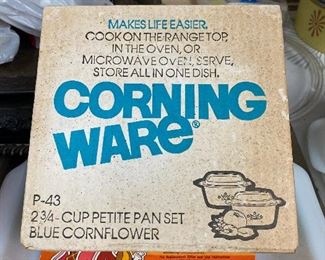 MAKES LIFE EASIER.
COOK ON THE RANGE TOP,
IN THE OVEN, OR
MICROWAVE OVEN, SERVE,
STORE ALL IN ONE DISH.
CORNING
WARE®
P-43
2¾-CUP PETITE PAN SET
BLUE CORNFLOWER